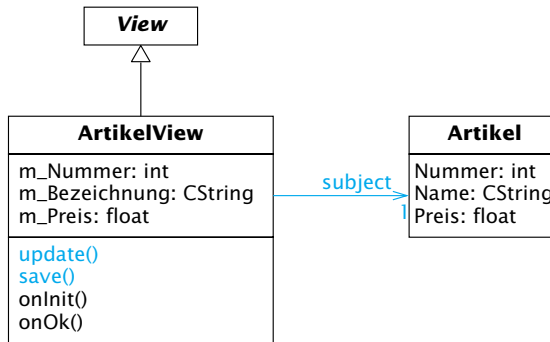 View
ArtikelView
m_Nummer: int
m_Bezeichnung: CString
m_Preis: float
update()
save()
onInit()
onOk()
subject
1
Artikel
Nummer: int
Name: CString
Preis: float